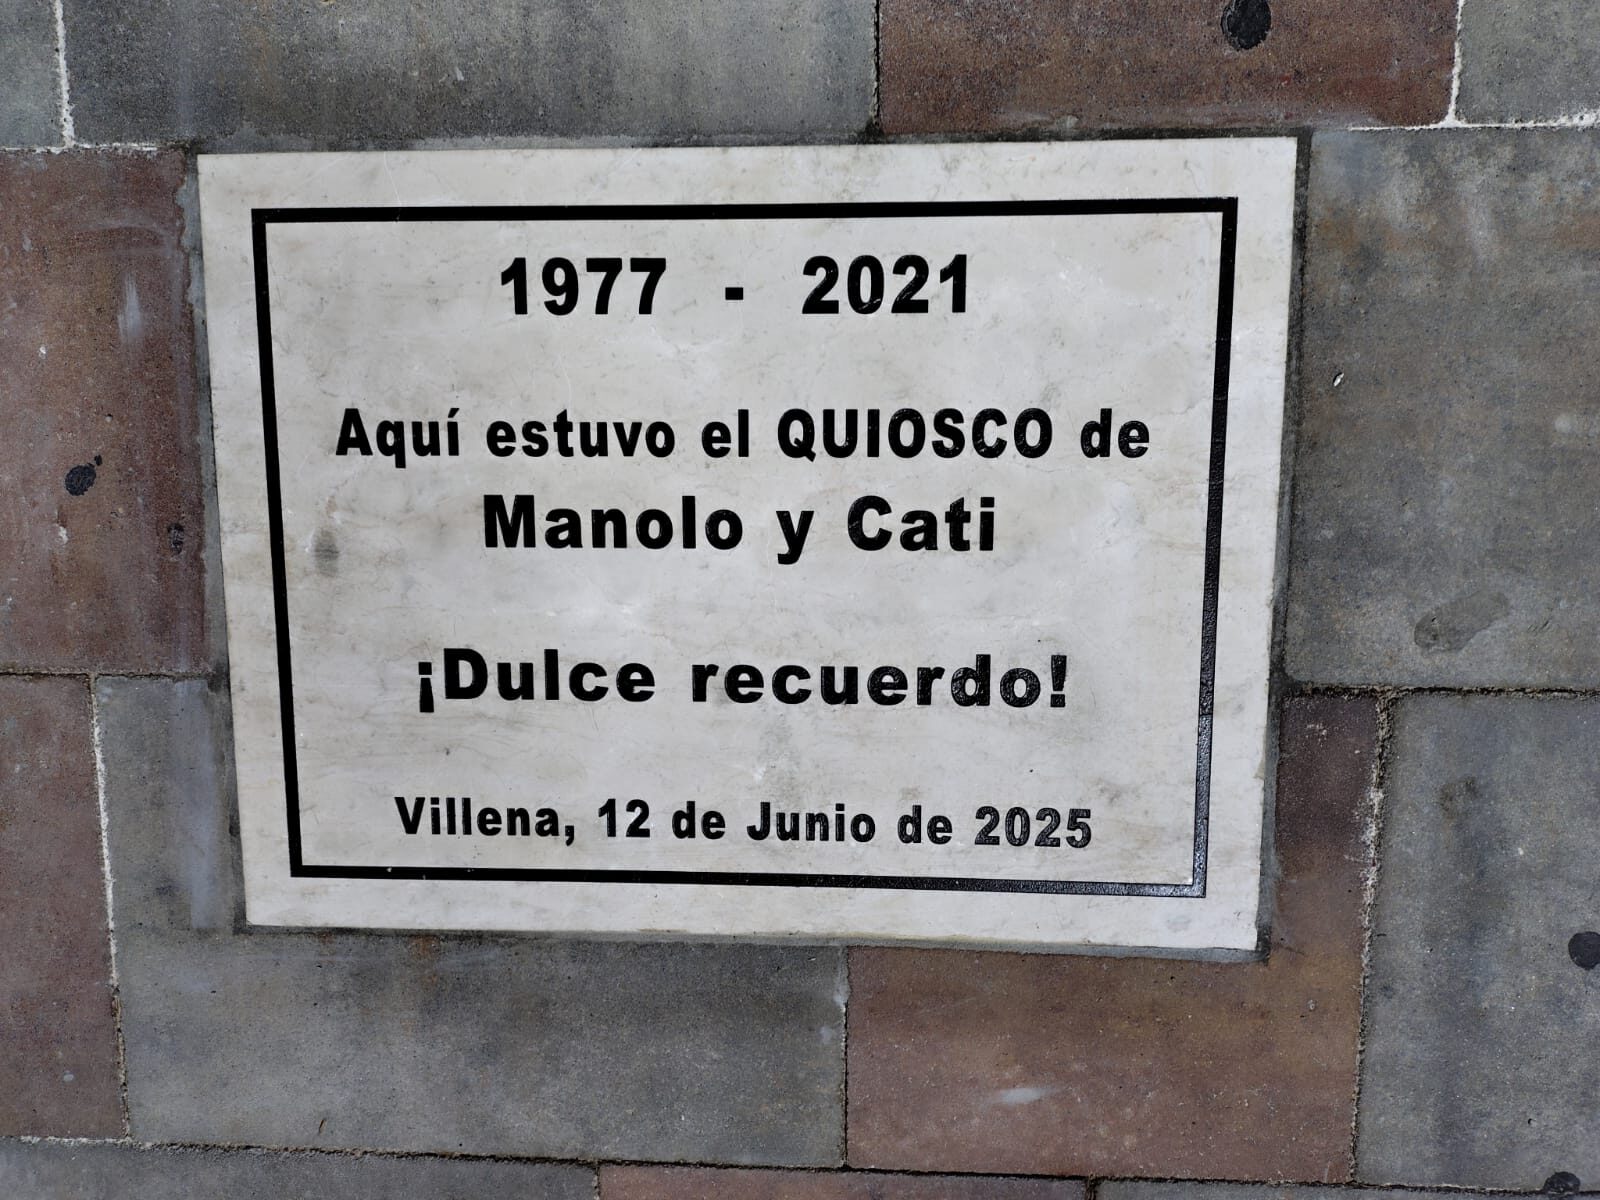 1977 - 2021
Aquí estuvo el QUIOSCO de
Manolo y Cati
¡Dulce recuerdo!
Villena, 12 de Junio de 2025